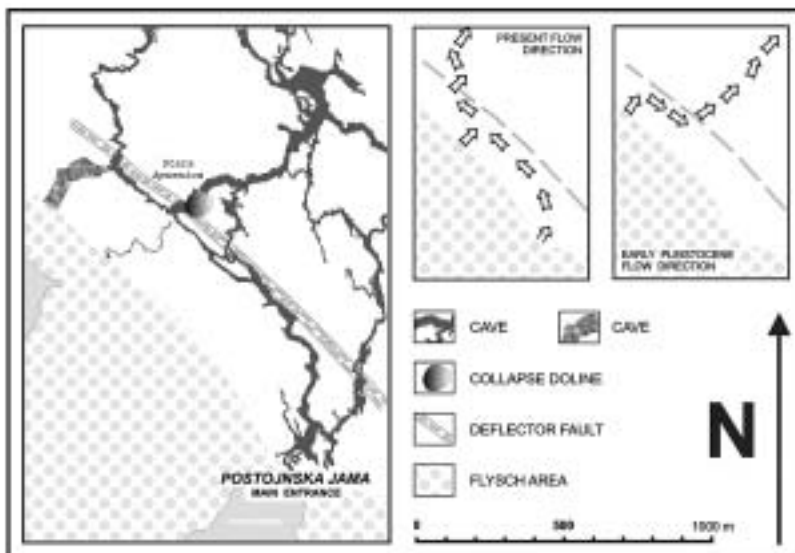 PRESENT FLOW
DIRECTION
EARLY PLEISTOCENE
FLOW DIRECTION
POSTOJNSKA JAMA
MAIN ENTRANCE
CAVE
CAVE
COLLAPSE DOLINE
DEFLECTOR FAULT
FLYSCH AREA
N
0 500 1000 m